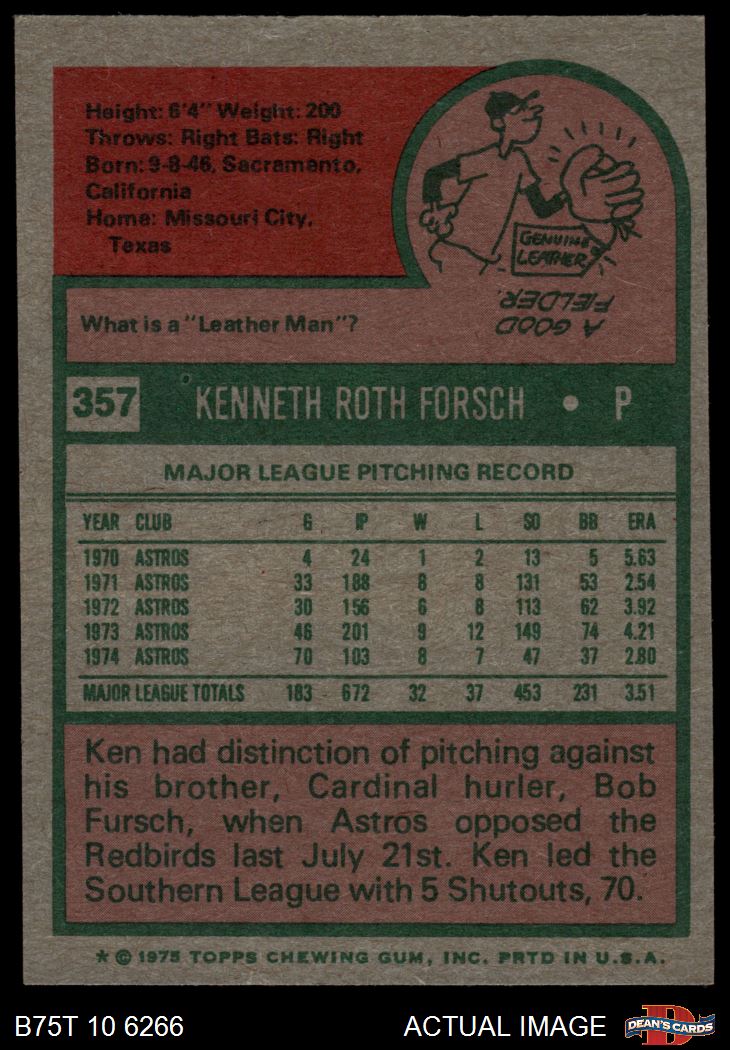 Height: 6'4" Weight: 200
Throws: Right Bats: Right
Born: 9-8-46, Sacramento,
California
Home: Missouri City,
Texas
GENUINE
LEATHER
A GOOD
FIELDER.
What is a "Leather Man"?
357 KENNETH ROTH FORSCH • P
MAJOR LEAGUE PITCHING RECORD
YEAR CLUB G IP W L SO BB ERA
1970 ASTROS 4 24 1 2 13 5 5.63
1971 ASTROS 33 188 8 8 131 53 2.54
1972 ASTROS 30 156 6 8 113 62 3.92
1973 ASTROS 46 201 9 12 149 74 4.21
1974 ASTROS 70 103 8 7 47 37 2.80
MAJOR LEAGUE TOTALS 183 672 32 37 453 231 3.51
Ken had distinction of pitching against
his brother, Cardinal hurler, Bob
Fursch, when Astros opposed the
Redbirds last July 21st. Ken led the
Southern League with 5 Shutouts, 70.
* © 1975 TOPPS CHEWING GUM, INC. PRTD IN U.S.A.
B75T 10 6266 ACTUAL IMAGE D DEAN'S CARDS